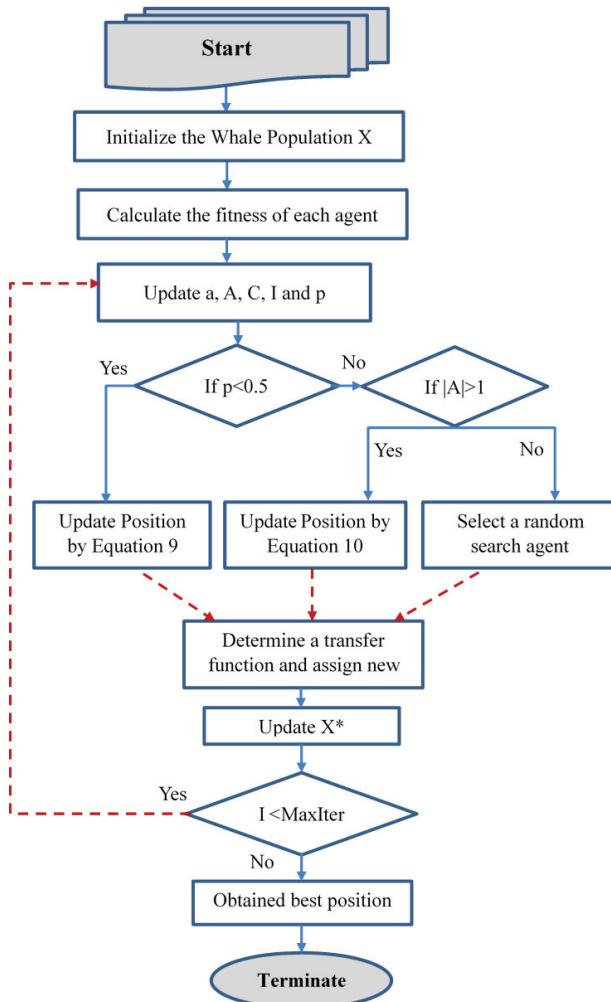 Start
Initialize the Whale Population X
Calculate the fitness of each agent
Update a, A, C, I and p
Yes
If p<0.5
No
If |A|>1
Yes
No
Update Position
by Equation 9
Update Position by
Equation 10
Select a random
search agent
Determine a transfer
function and assign new
Update X*
Yes
I <MaxIter
No
Obtained best position
Terminate